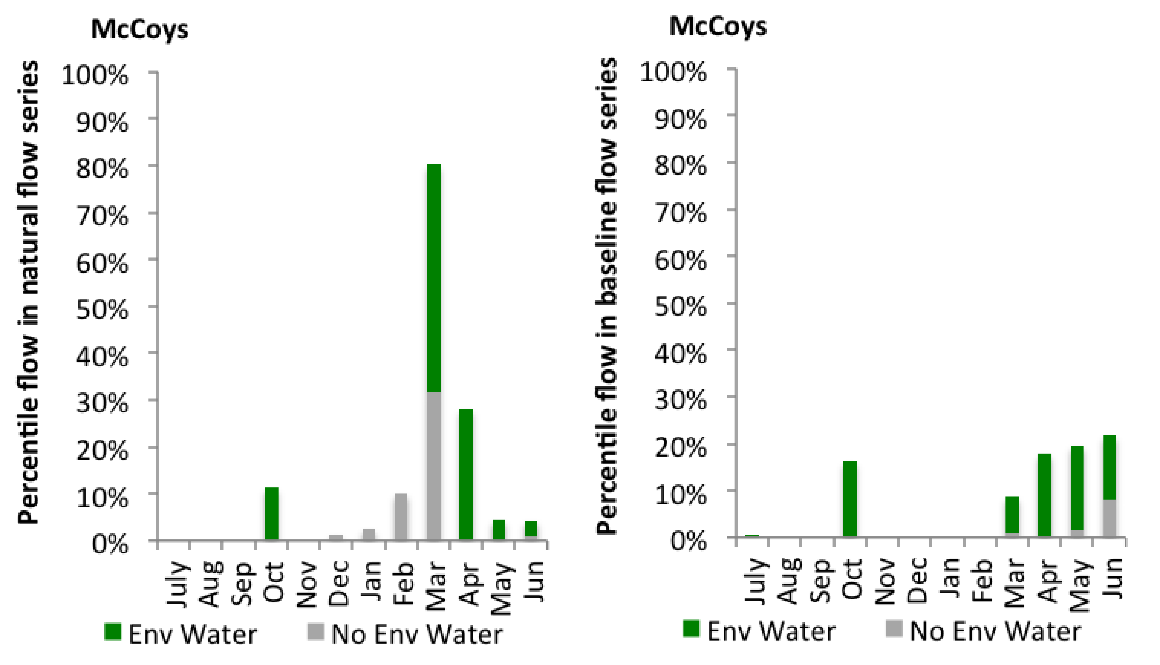 McCoys
Percentile flow in natural flow series
100%
90%
80%
70%
60%
50%
40%
30%
20%
10%
0%
July Aug Sep Oct Nov Dec Jan Feb Mar Apr May Jun
Env Water No Env Water
McCoys
Percentile flow in baseline flow series
100%
90%
80%
70%
60%
50%
40%
30%
20%
10%
0%
July Aug Sep Oct Nov Dec Jan Feb Mar Apr May Jun
Env Water No Env Water